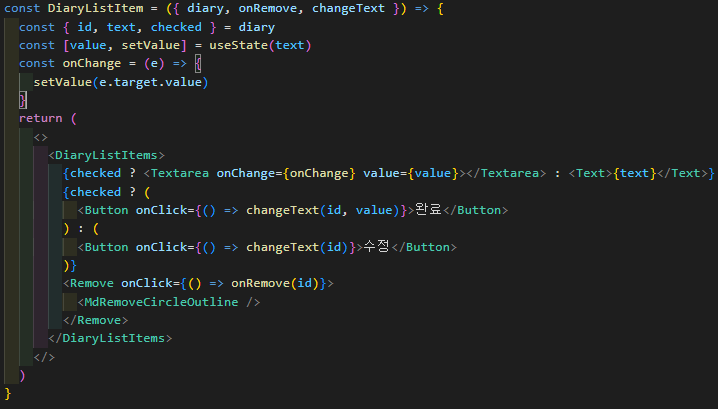 const DiaryListItem = ({ diary, onRemove, changeText }) => {
  const { id, text, checked } = diary
  const [value, setValue] = useState(text)
  const onChange = (e) => {
    setValue(e.target.value)
  }
  return (
    <>
      <DiaryListItems>
        {checked ? <Textarea onChange={onChange} value={value}></Textarea> : <Text>{text}</Text>}
        {checked ? (
          <Button onClick={() => changeText(id, value)}>완료</Button>
        ) : (
          <Button onClick={() => changeText(id)}>수정</Button>
        )}
        <Remove onClick={() => onRemove(id)}>
          <MdRemoveCircleOutline />
        </Remove>
      </DiaryListItems>
    </>
  )
}